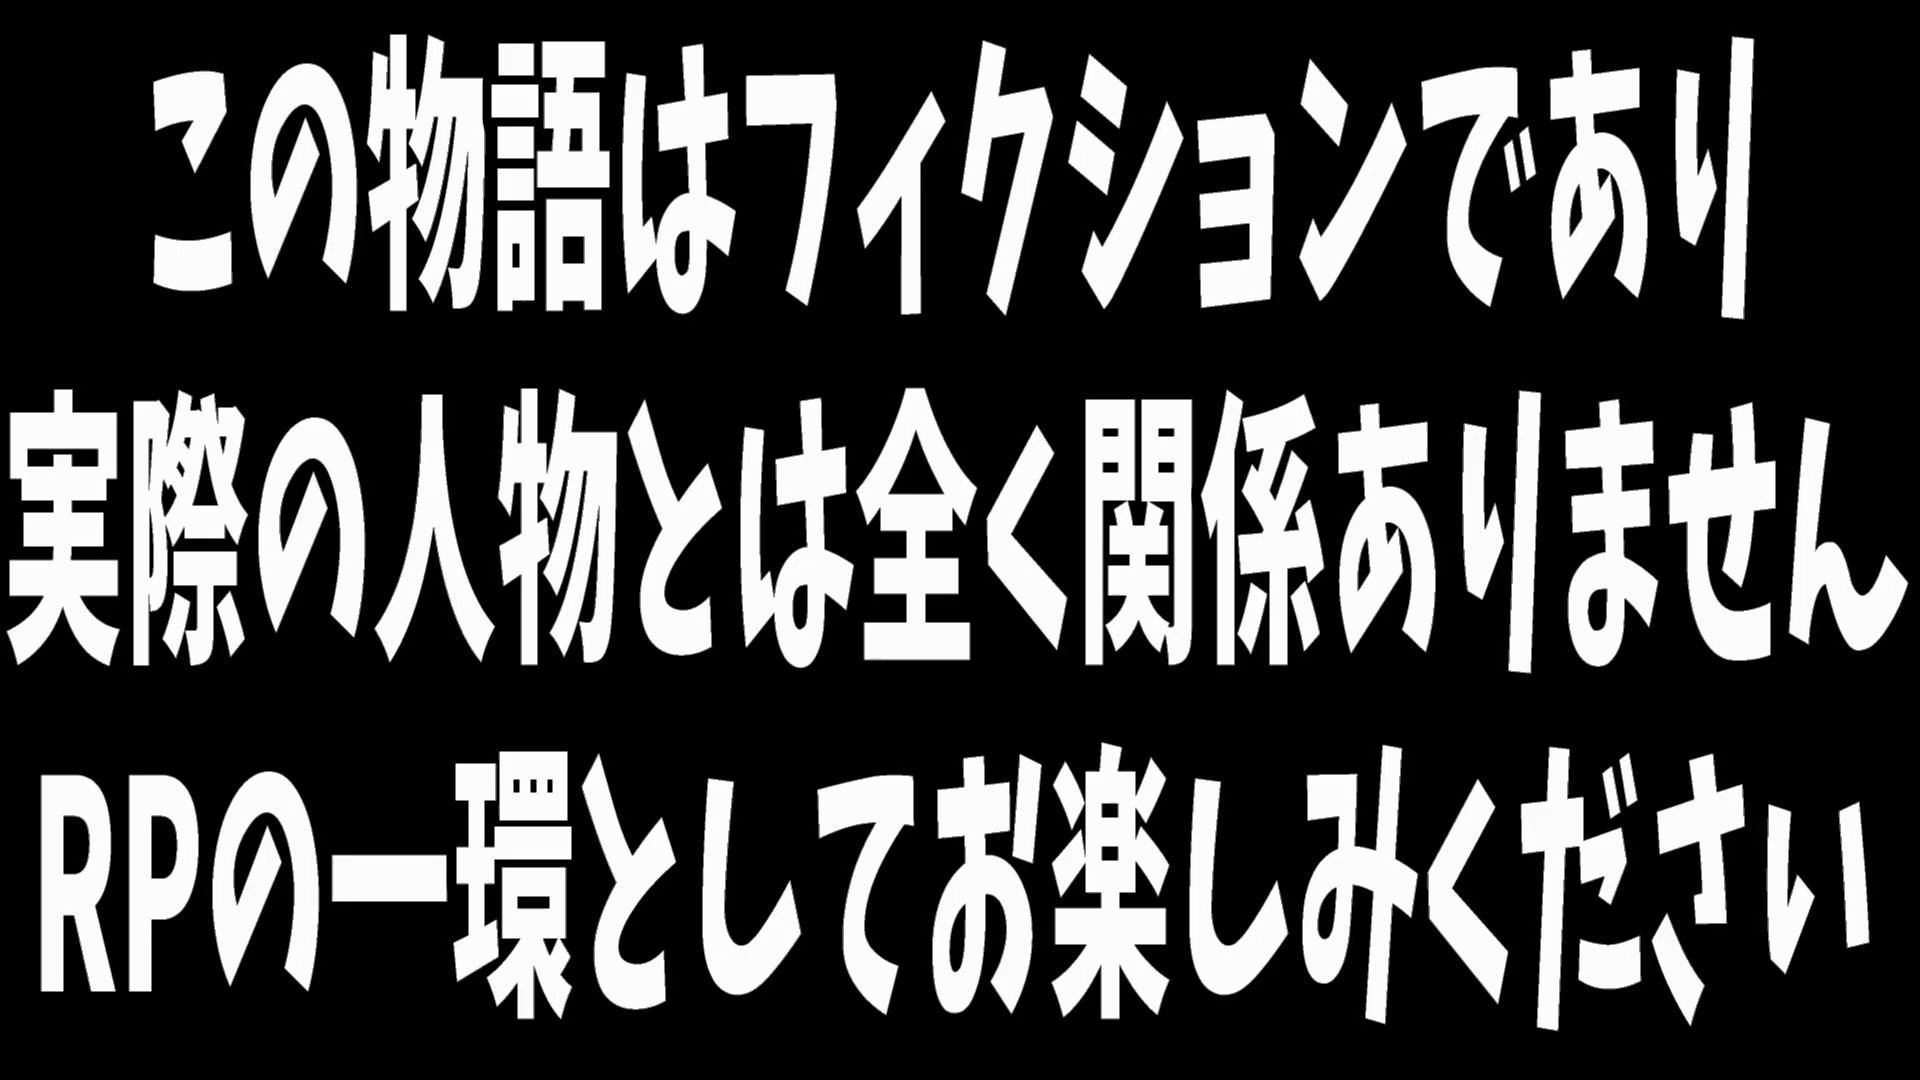 この物語はフィクションであり
実際の人物とは全く関係ありません
RPの一環としてお楽しみください